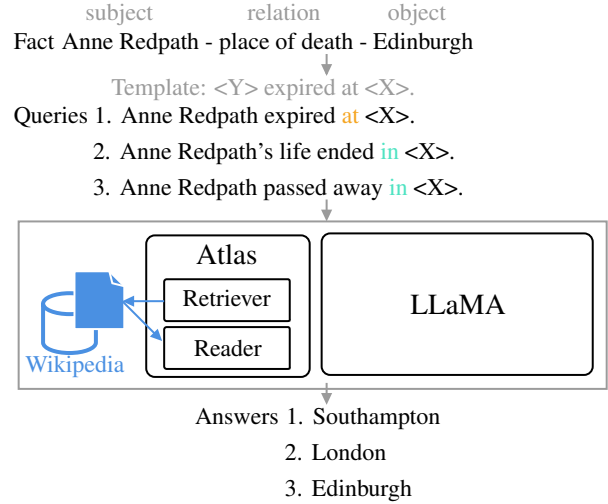 subject relation object
Fact Anne Redpath - place of death - Edinburgh
Template: <Y> expired at <X>.
Queries 1. Anne Redpath expired at <X>.
2. Anne Redpath's life ended in <X>.
3. Anne Redpath passed away in <X>.
Atlas
Retriever
Reader
Wikipedia
LLaMA
Answers 1. Southampton
2. London
3. Edinburgh